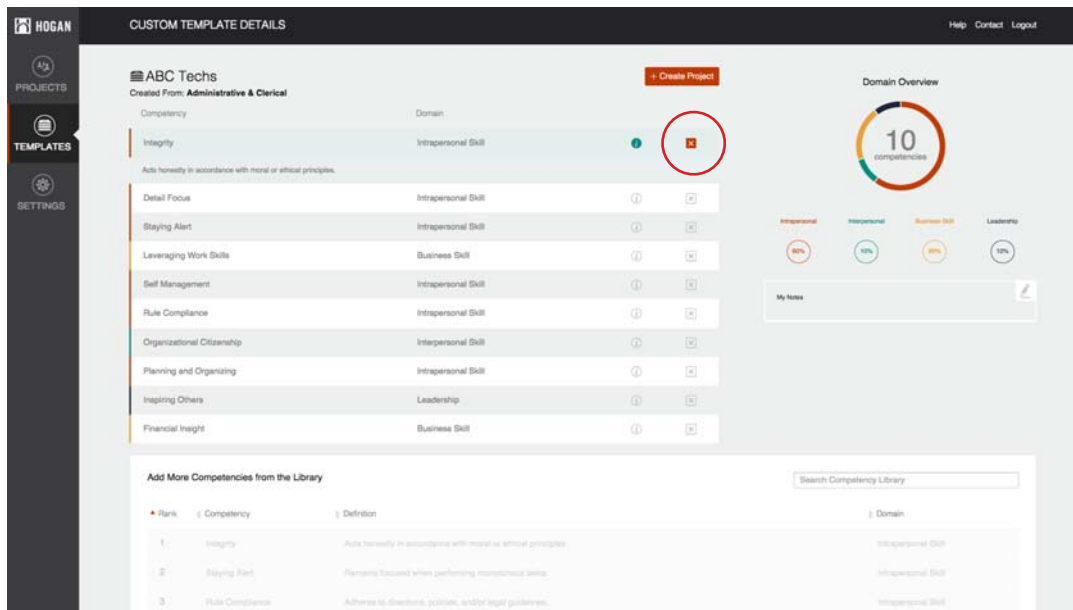 HOGAN
CUSTOM TEMPLATE DETAILS
Help Contact Logout
PROJECTS
TEMPLATES
SETTINGS
ABC Techs
+ Create Project
Created From: Administrative & Clerical
Competency Domain
Integrity Intrapersonal Skill
Acts honestly in accordance with moral or ethical principles.
Detail Focus Intrapersonal Skill
Staying Alert Intrapersonal Skill
Leveraging Work Skills Business Skill
Self Management Intrapersonal Skill
Rule Compliance Intrapersonal Skill
Organizational Citizenship Interpersonal Skill
Planning and Organizing Intrapersonal Skill
Inspiring Others Leadership
Financial Insight Business Skill
Domain Overview
10
competencies
Intrapersonal Interpersonal Business Skill Leadership
60% 10% 10%
My Notes
Add More Competencies from the Library
Search Competency Library
Rank Competency Definition Domain
1 Integrity Acts honestly in accordance with moral or ethical principles. Intrapersonal Skill
2 Staying Alert Remains focused when performing monotonous tasks. Intrapersonal Skill
3 Rule Compliance Adheres to directions, policies, and/or legal guidelines. Intrapersonal Skill